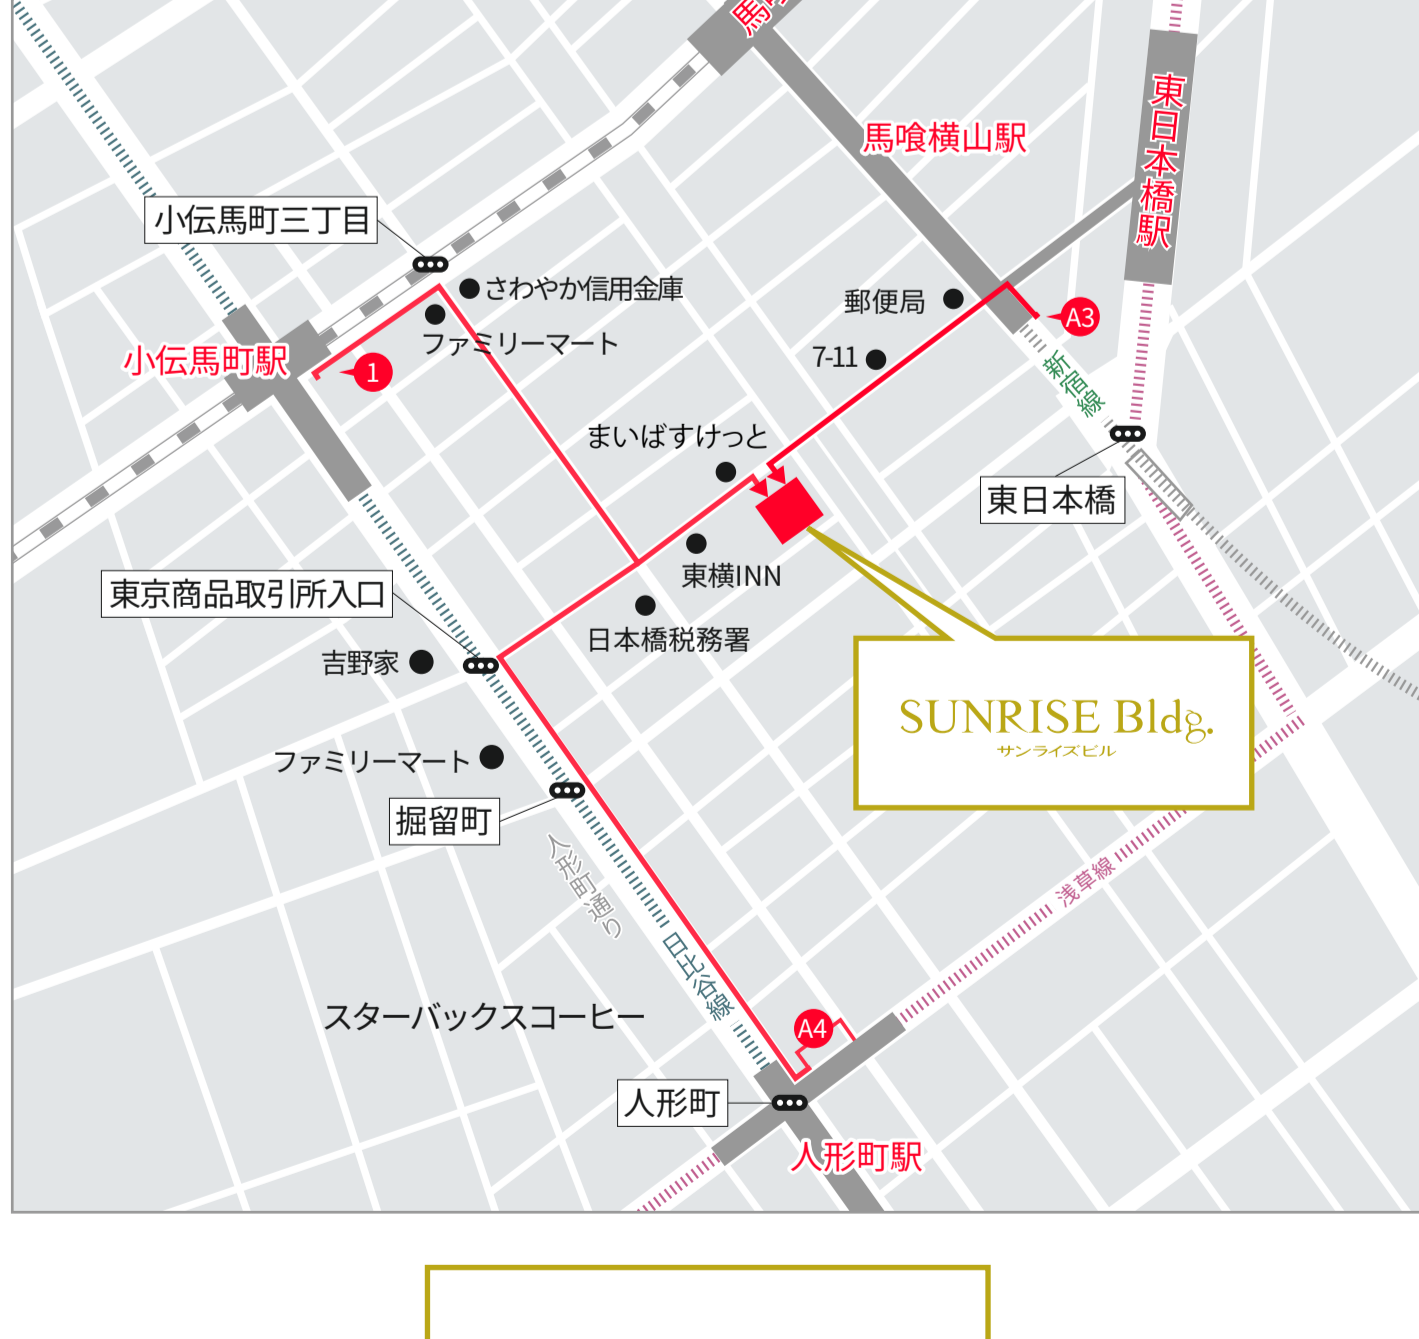 馬喰横山駅
東日本橋駅
小伝馬町三丁目
さわやか信用金庫
ファミリーマート
郵便局
A3
小伝馬町駅
1
7-11
新宿線
まいばすけっと
東日本橋
東横INN
東京商品取引所入口
日本橋税務署
吉野家
SUNRISE Bldg.
サンライズビル
ファミリーマート
掘留町
人形町通り
浅草線
日比谷線
スターバックスコーヒー
A4
人形町
人形町駅